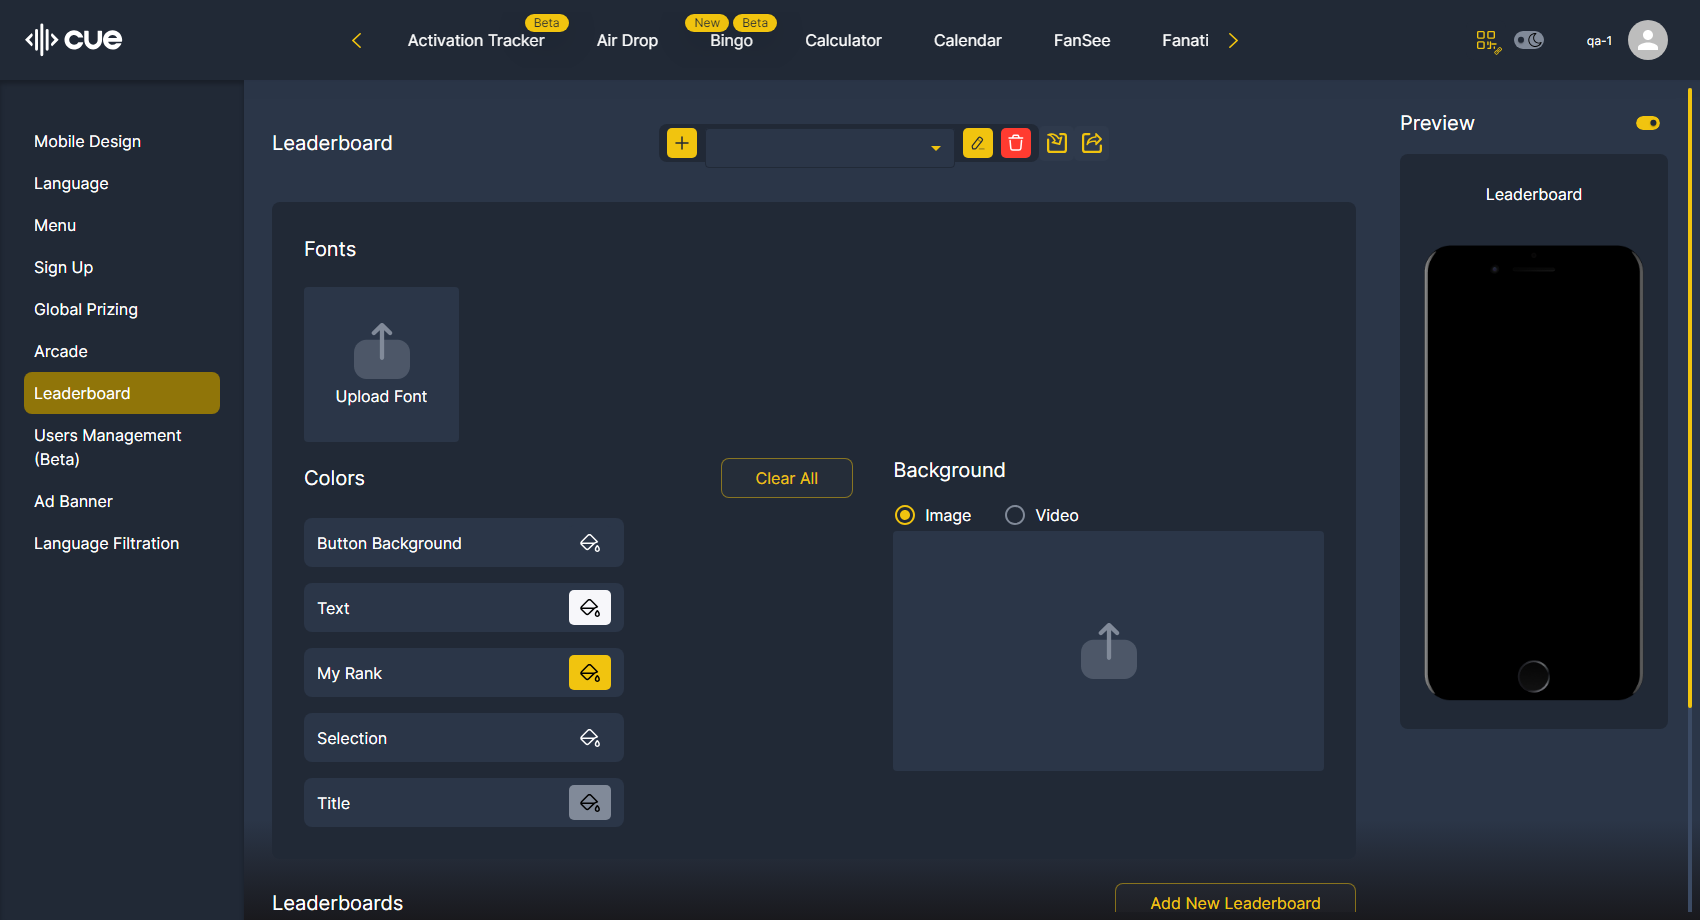 cue
Activation Tracker
Beta
Air Drop
New
Beta
Bingo
Calculator
Calendar
FanSee
Fanati
qa-1
Mobile Design
Language
Menu
Sign Up
Global Prizing
Arcade
Leaderboard
Users Management
(Beta)
Ad Banner
Language Filtration
Leaderboard
Fonts
Upload Font
Colors
Clear All
Button Background
Text
My Rank
Selection
Title
Background
Image
Video
Leaderboards
Add New Leaderboard
Preview
Leaderboard